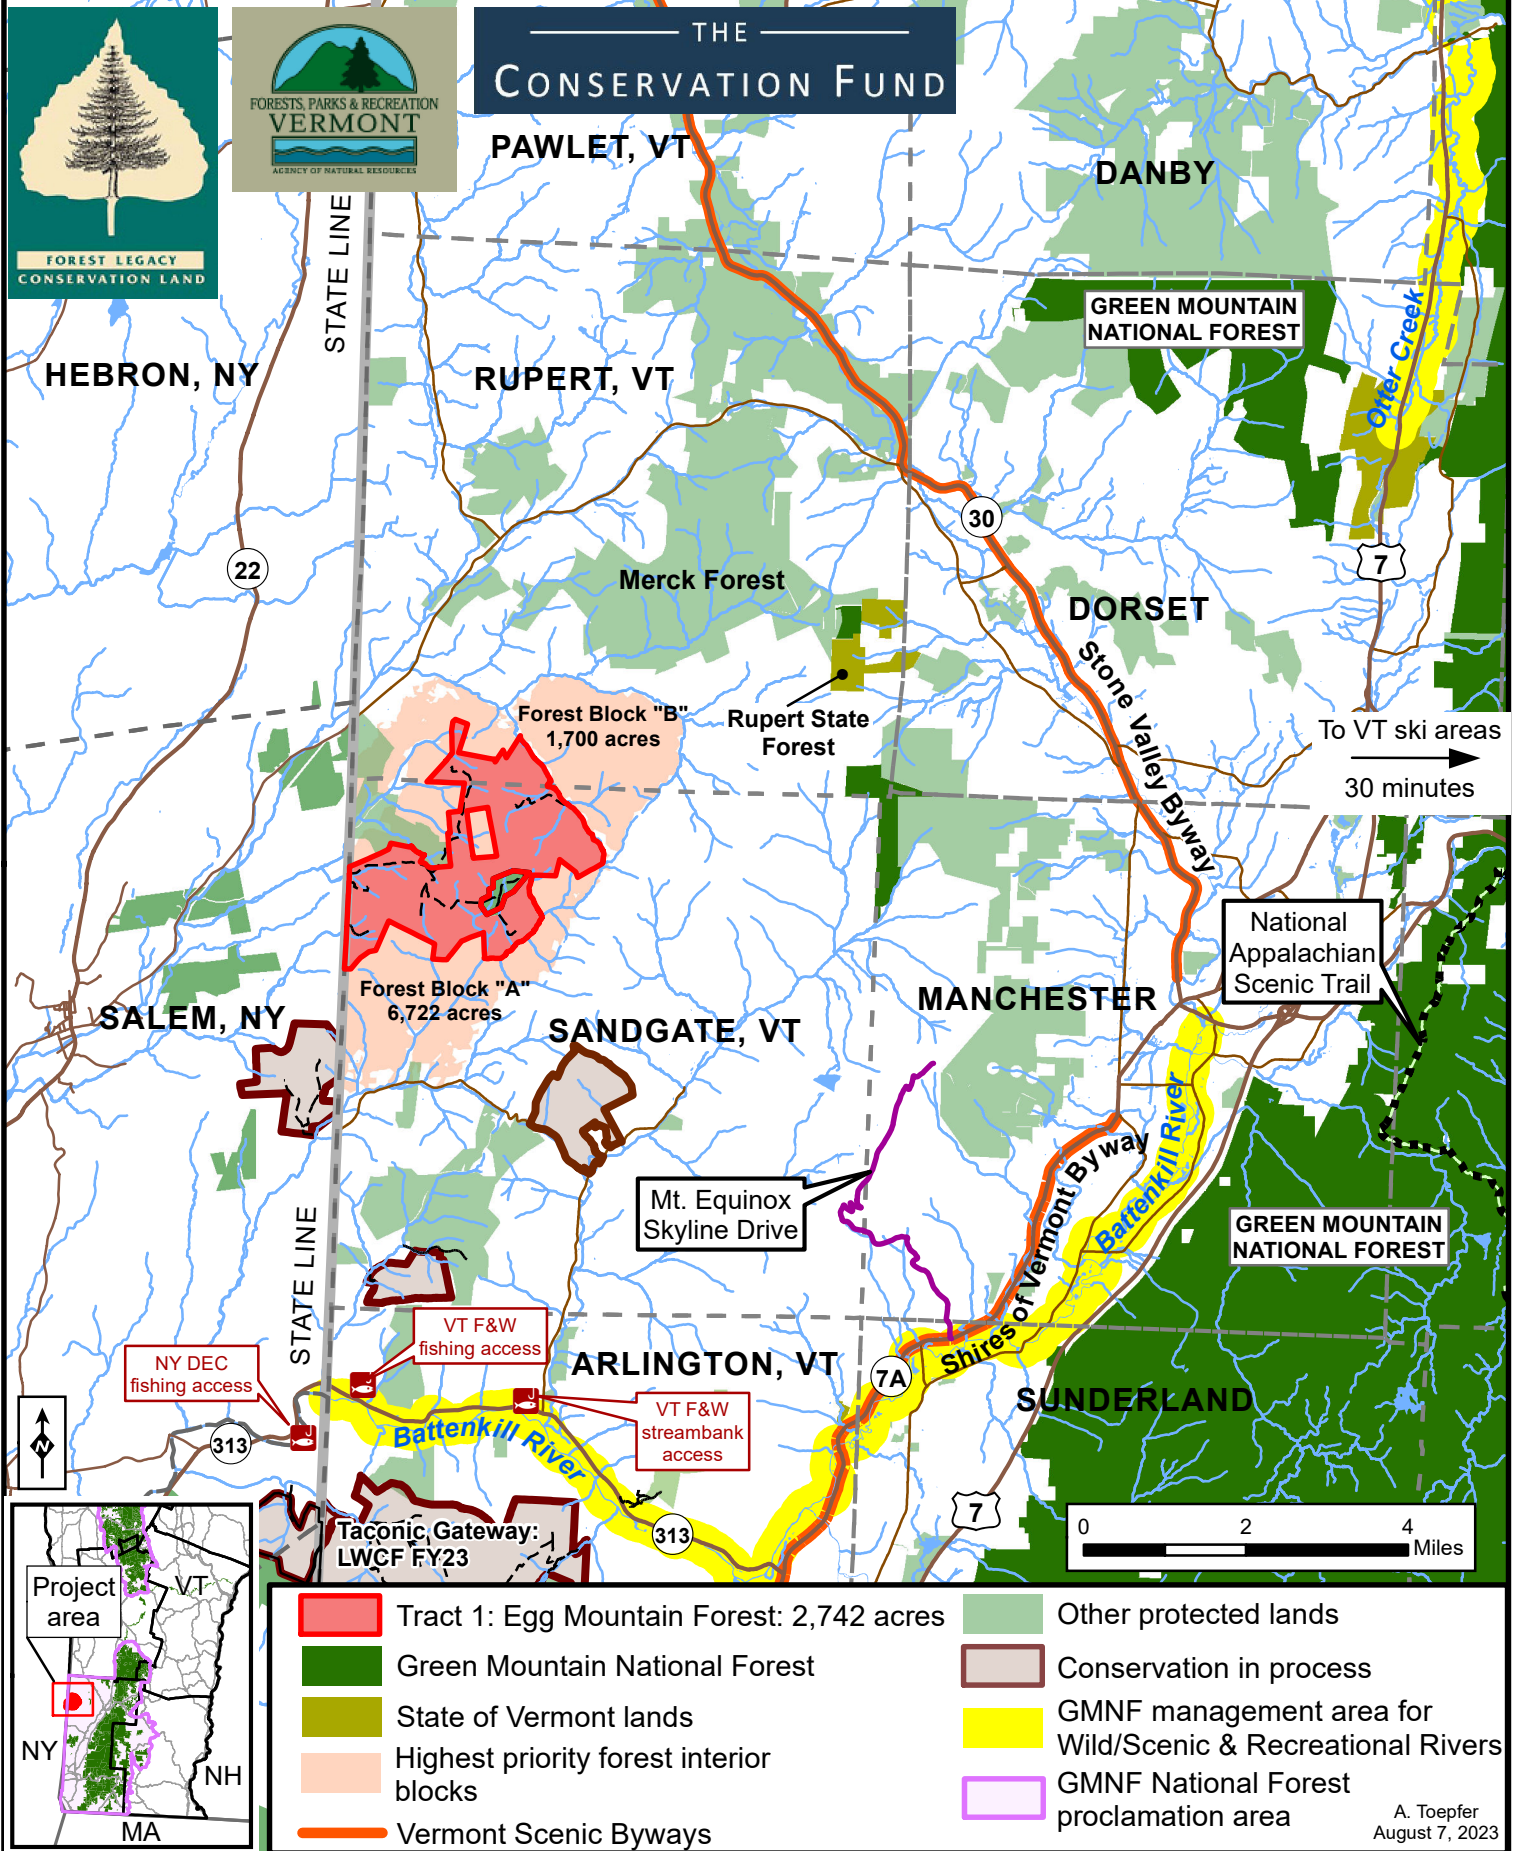 THE
CONSERVATION FUND
FORESTS, PARKS & RECREATION
VERMONT
AGENCY OF NATURAL RESOURCES
FOREST LEGACY
CONSERVATION LAND
PAWLET, VT
DANBY
STATE LINE
GREEN MOUNTAIN
NATIONAL FOREST
Otter Creek
HEBRON, NY
RUPERT, VT
30
22
7
Merck Forest
DORSET
Stone Valley Byway
Forest Block "B"
1,700 acres
Rupert State
Forest
To VT ski areas
30 minutes
National
Appalachian
Scenic Trail
Forest Block "A"
6,722 acres
SALEM, NY
SANDGATE, VT
MANCHESTER
Battenkill River
Shires of Vermont Byway
Mt. Equinox
Skyline Drive
GREEN MOUNTAIN
NATIONAL FOREST
STATE LINE
VT F&W
fishing access
NY DEC
fishing access
ARLINGTON, VT
7A
SUNDERLAND
VT F&W
streambank
access
313
Battenkill River
N
Taconic Gateway:
LWCF FY23
313
7
0 2 4
Miles
Project
area
VT
NY
NH
MA
Tract 1: Egg Mountain Forest: 2,742 acres
Green Mountain National Forest
State of Vermont lands
Highest priority forest interior
blocks
Vermont Scenic Byways
Other protected lands
Conservation in process
GMNF management area for
Wild/Scenic & Recreational Rivers
GMNF National Forest
proclamation area
A. Toepfer
August 7, 2023